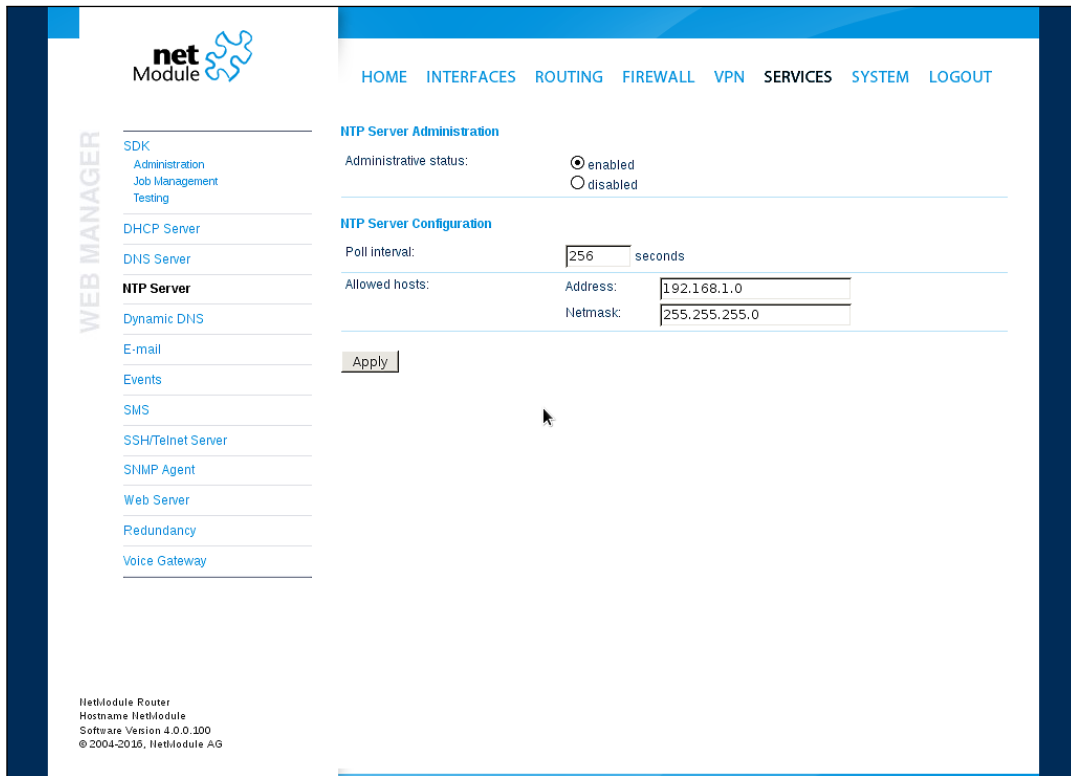 net
Module
HOME INTERFACES ROUTING FIREWALL VPN SERVICES SYSTEM LOGOUT
WEB MANAGER
SDK
Administration
Job Management
Testing
DHCP Server
DNS Server
NTP Server
Dynamic DNS
E-mail
Events
SMS
SSH/Telnet Server
SNMP Agent
Web Server
Redundancy
Voice Gateway
NTP Server Administration
Administrative status:
enabled
disabled
NTP Server Configuration
Poll interval: 256 seconds
Allowed hosts: Address: 192.168.1.0
Netmask: 255.255.255.0
Apply
NetModule Router
Hostname NetModule
Software Version 4.0.0.100
© 2004-2016, NetModule AG